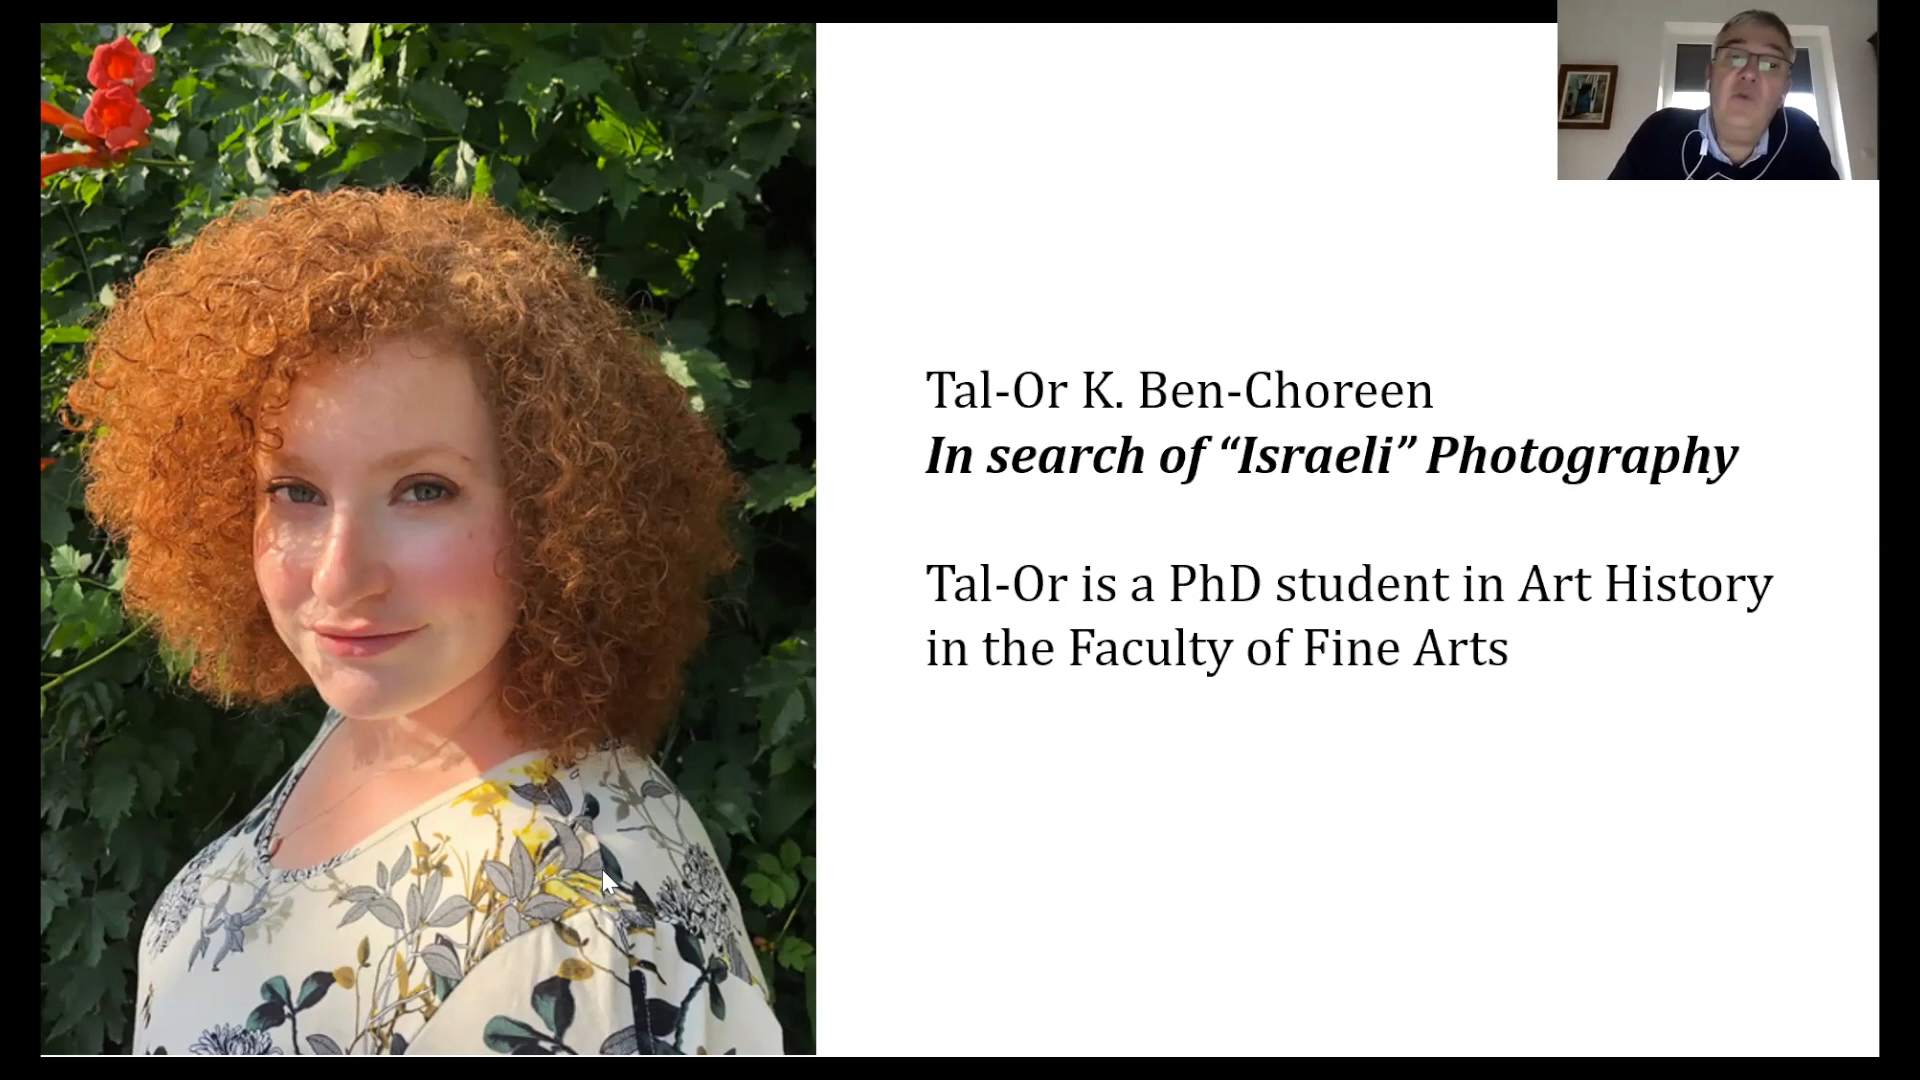 Tal-Or K. Ben-Choreen
In search of “Israeli” Photography
Tal-Or is a PhD student in Art History
in the Faculty of Fine Arts